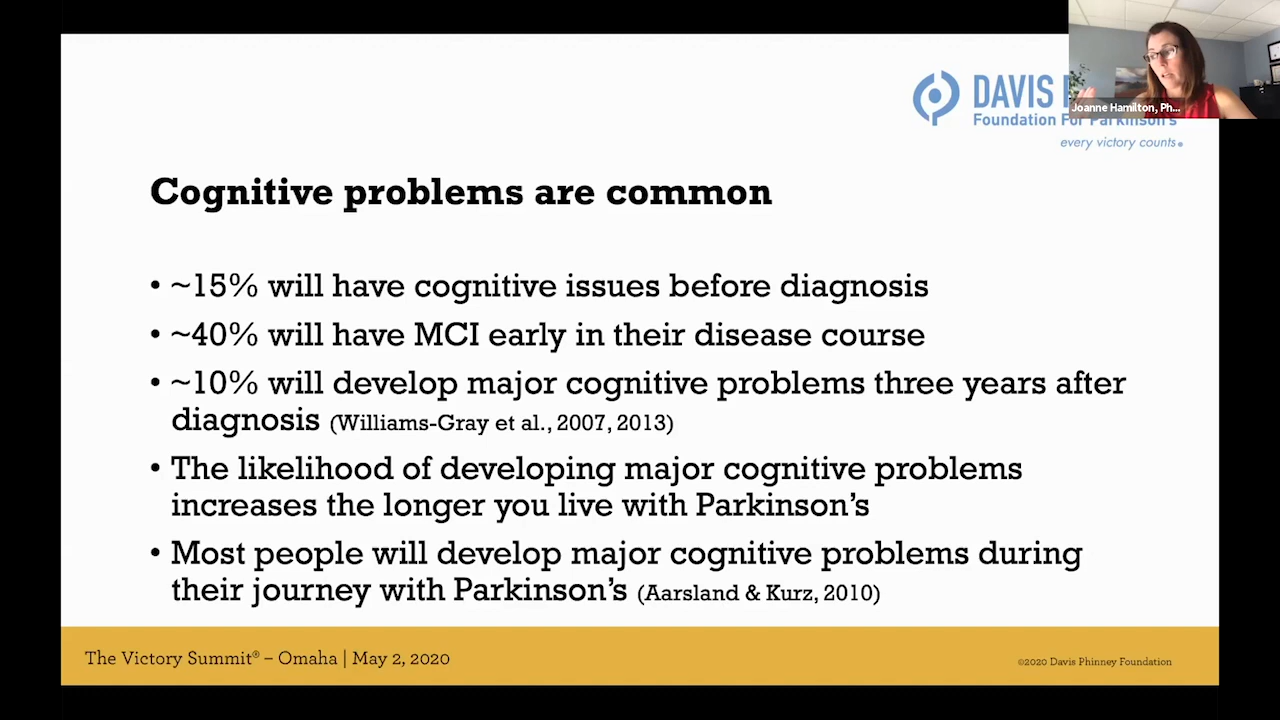 DAVIS P
Foundation For Parkinson's
every victory counts.
Joanne Hamilton, Ph...
Cognitive problems are common
• ~15% will have cognitive issues before diagnosis
• ~40% will have MCI early in their disease course
• ~10% will develop major cognitive problems three years after
diagnosis (Williams-Gray et al., 2007, 2013)
• The likelihood of developing major cognitive problems
increases the longer you live with Parkinson’s
• Most people will develop major cognitive problems during
their journey with Parkinson’s (Aarsland & Kurz, 2010)
The Victory Summit® – Omaha | May 2, 2020
©2020 Davis Phinney Foundation